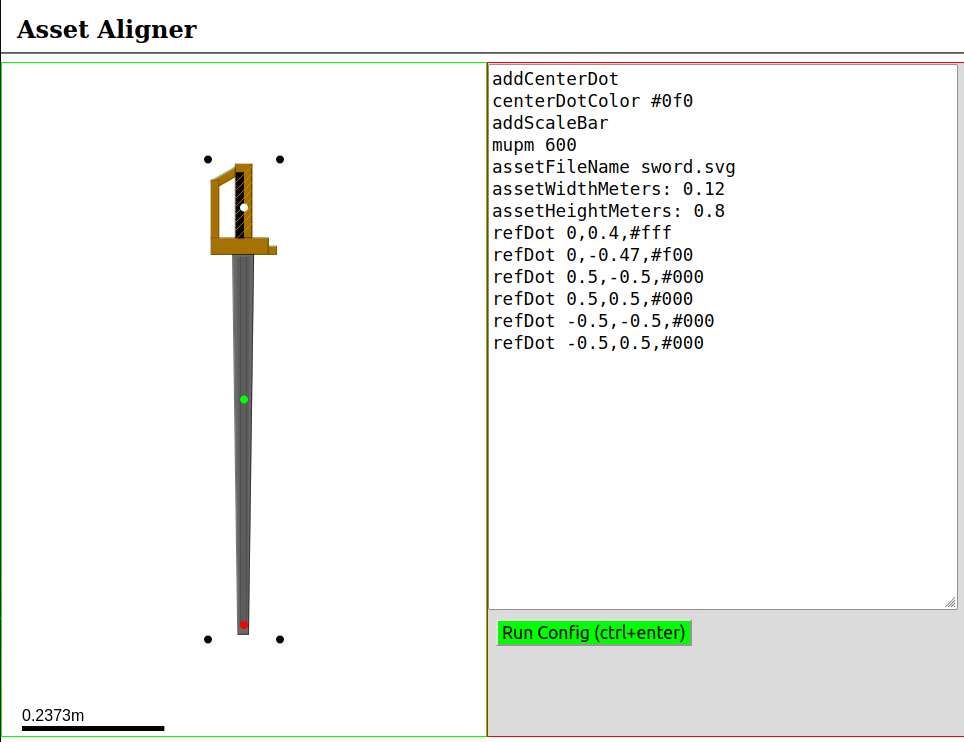 Asset Aligner
addCenterDot
centerDotColor #0f0
addScaleBar
mupm 600
assetFileName sword.svg
assetWidthMeters: 0.12
assetHeightMeters: 0.8
refDot 0,0.4,#fff
refDot 0,-0.47,#f00
refDot 0.5,-0.5,#000
refDot 0.5,0.5,#000
refDot -0.5,-0.5,#000
refDot -0.5,0.5,#000
Run Config (ctrl+enter)
0.2373m